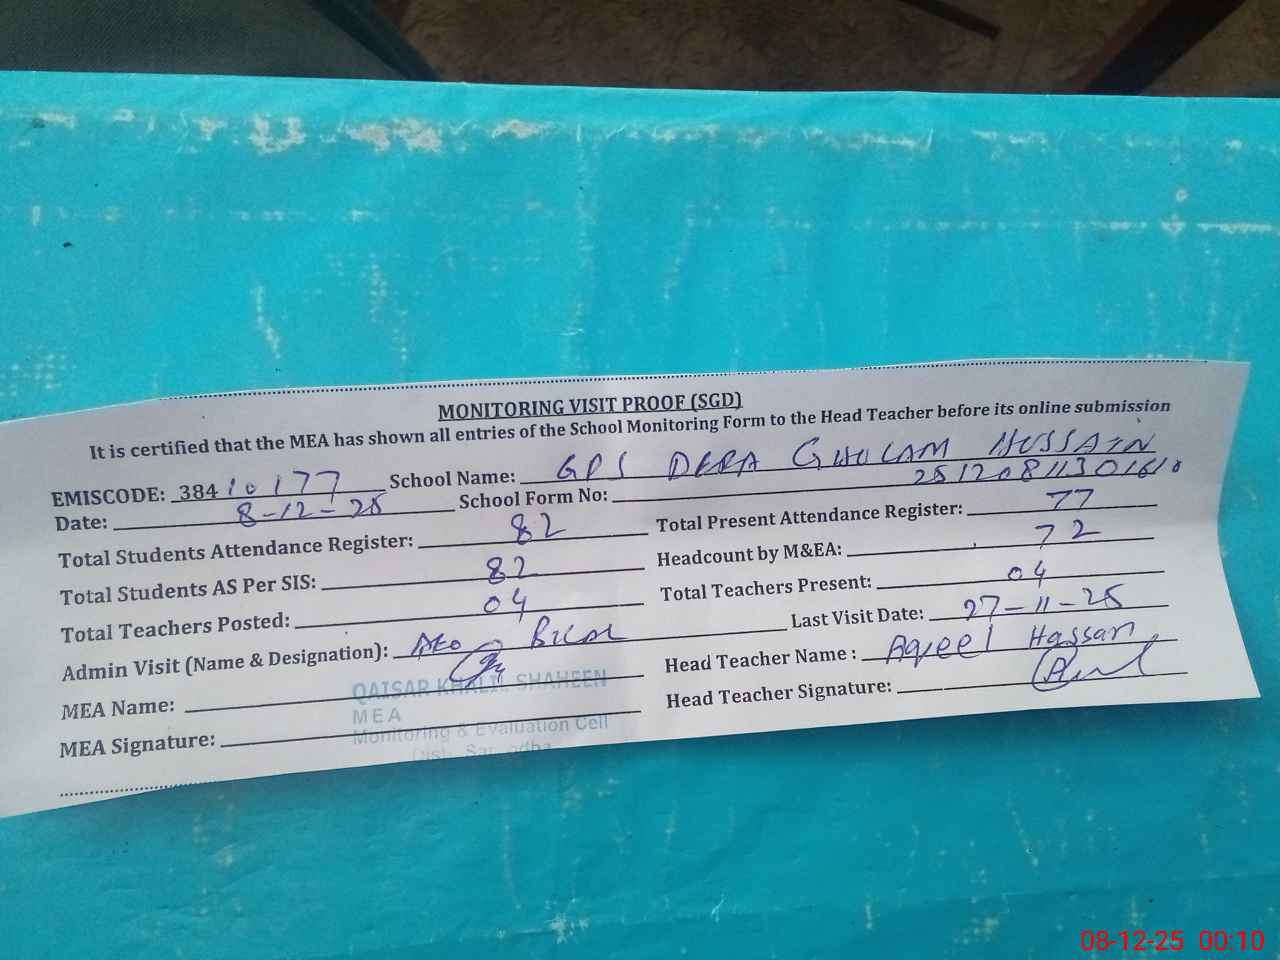 MONITORING VISIT PROOF (SGD)
It is certified that the MEA has shown all entries of the School Monitoring Form to the Head Teacher before its online submission
EMISCODE: 38410177 School Name: GPS DERA GHULAM HUSSAIN
Date: 8-12-25 School Form No: 2512081130161
Total Students Attendance Register: 82 Total Present Attendance Register: 77
Total Students AS Per SIS: 82 Headcount by M&EA: 72
Total Teachers Posted: 04 Total Teachers Present: 04
Admin Visit (Name & Designation): AEO Bilal Last Visit Date: 27-11-25
MEA Name: QAISAR KHALIL SHAHEEN Head Teacher Name : Aqeel Hassan
MEA
MEA Signature: Monitoring & Evaluation Cell Head Teacher Signature:
Distt. Sargodha
08-12-25 00:10